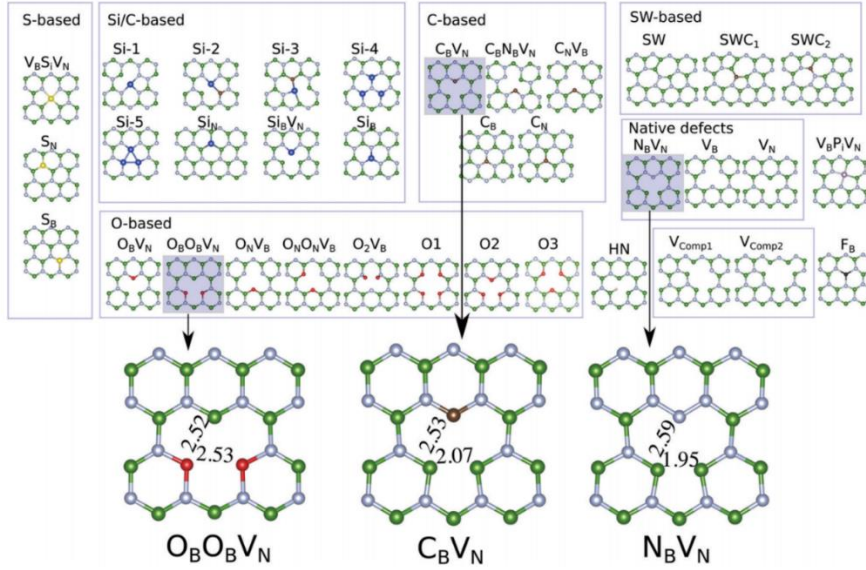 S-based
V_BS_iV_N
S_N
S_B
Si/C-based
Si-1 Si-2 Si-3 Si-4
Si-5 Si_N Si_BV_N Si_B
C-based
C_BV_N C_BN_BV_N C_NV_B
C_B C_N
SW-based
SW SWC_1 SWC_2
Native defects
N_BV_N V_B V_N
V_BP_iV_N
O-based
O_BV_N O_BO_BV_N O_NV_B O_NO_NV_B O_2V_B O1 O2 O3
HN
V_Comp1 V_Comp2
F_B
2.52
2.53
2.53
2.07
2.59
1.95
O_BO_BV_N
C_BV_N
N_BV_N